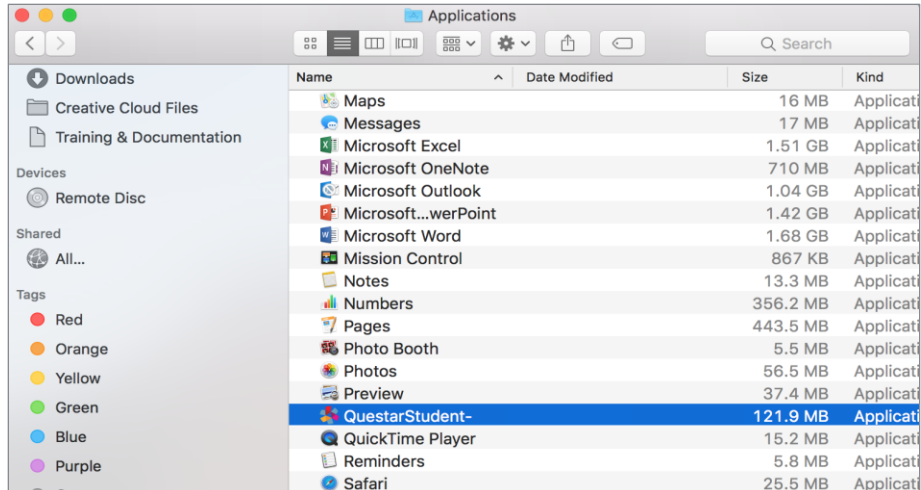 Applications
Search
Downloads
Creative Cloud Files
Training & Documentation
Devices
Remote Disc
Shared
All...
Tags
Red
Orange
Yellow
Green
Blue
Purple
Name Date Modified Size Kind
Maps 16 MB Applicati
Messages 17 MB Applicati
Microsoft Excel 1.51 GB Applicati
Microsoft OneNote 710 MB Applicati
Microsoft Outlook 1.04 GB Applicati
Microsoft...werPoint 1.42 GB Applicati
Microsoft Word 1.68 GB Applicati
Mission Control 867 KB Applicati
Notes 13.3 MB Applicati
Numbers 356.2 MB Applicati
Pages 443.5 MB Applicati
Photo Booth 5.5 MB Applicati
Photos 56.5 MB Applicati
Preview 37.4 MB Applicati
QuestarStudent- 121.9 MB Applicati
QuickTime Player 15.2 MB Applicati
Reminders 5.8 MB Applicati
Safari 25.5 MB Applicati